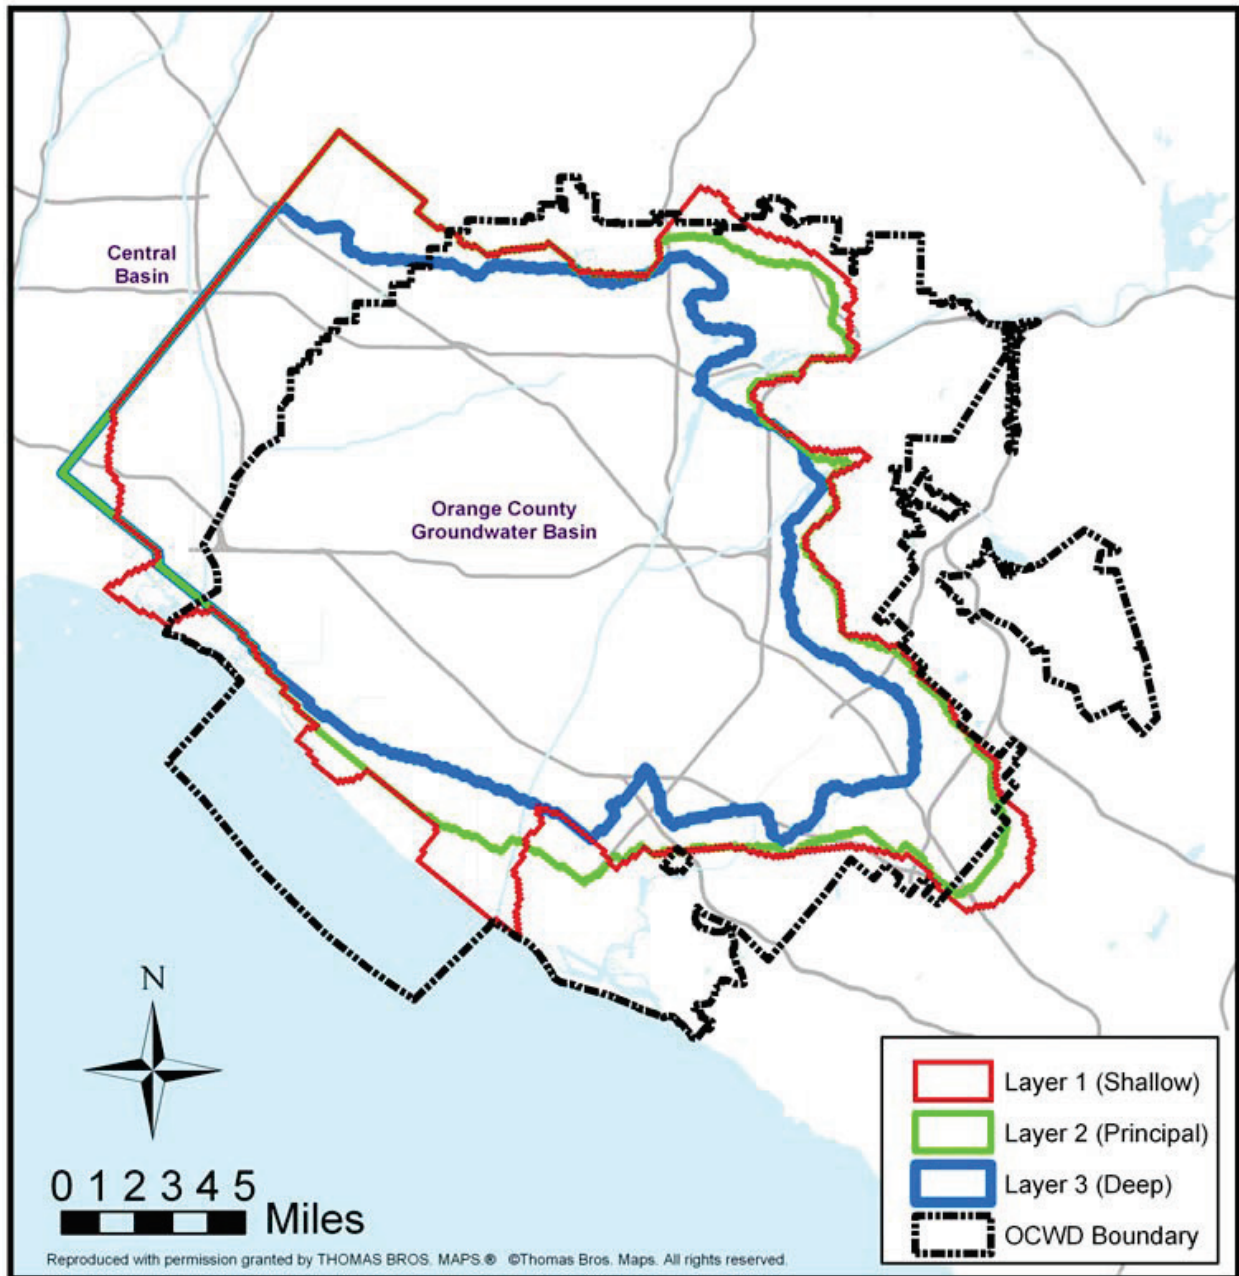 Central
Basin
Orange County
Groundwater Basin
N
0 1 2 3 4 5
Miles
Layer 1 (Shallow)
Layer 2 (Principal)
Layer 3 (Deep)
OCWD Boundary
Reproduced with permission granted by THOMAS BROS. MAPS.® ©Thomas Bros. Maps. All rights reserved.